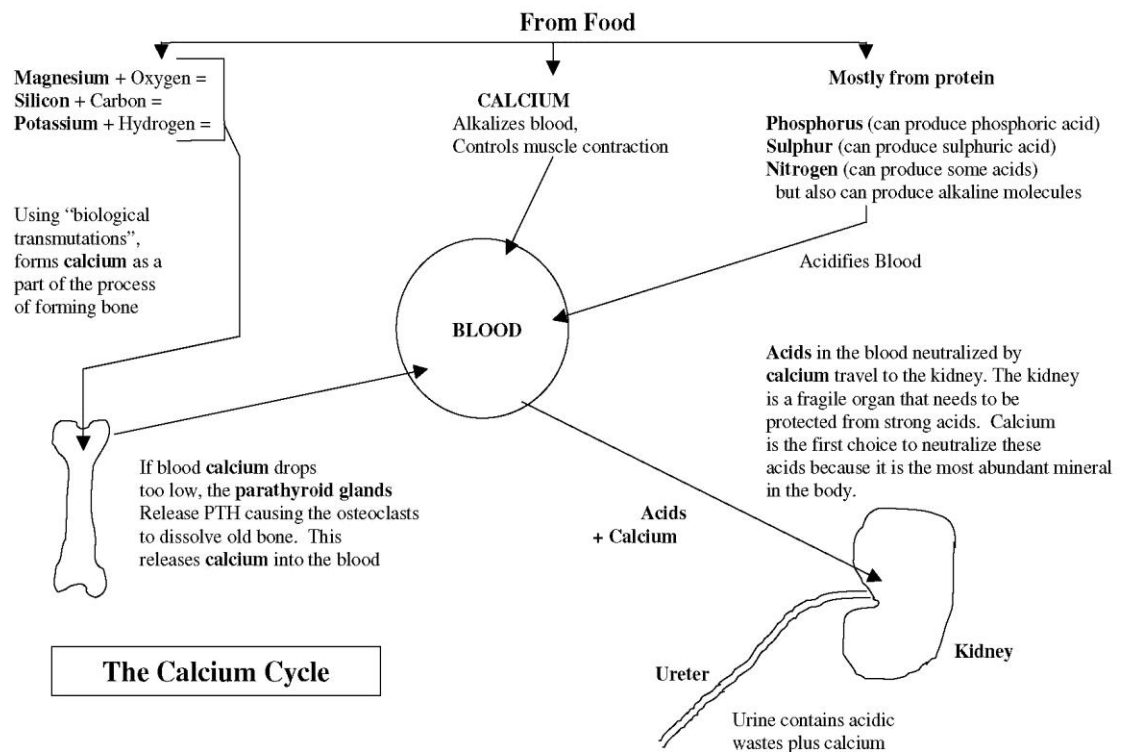 From Food
Magnesium + Oxygen =
Silicon + Carbon =
Potassium + Hydrogen =
CALCIUM
Alkalizes blood,
Controls muscle contraction
Mostly from protein
Phosphorus (can produce phosphoric acid)
Sulphur (can produce sulphuric acid)
Nitrogen (can produce some acids)
but also can produce alkaline molecules
Using “biological
transmutations”,
forms calcium as a
part of the process
of forming bone
Acidifies Blood
BLOOD
Acids in the blood neutralized by
calcium travel to the kidney. The kidney
is a fragile organ that needs to be
protected from strong acids. Calcium
is the first choice to neutralize these
acids because it is the most abundant mineral
in the body.
If blood calcium drops
too low, the parathyroid glands
Release PTH causing the osteoclasts
to dissolve old bone. This
releases calcium into the blood
Acids
+ Calcium
The Calcium Cycle
Ureter
Kidney
Urine contains acidic
wastes plus calcium